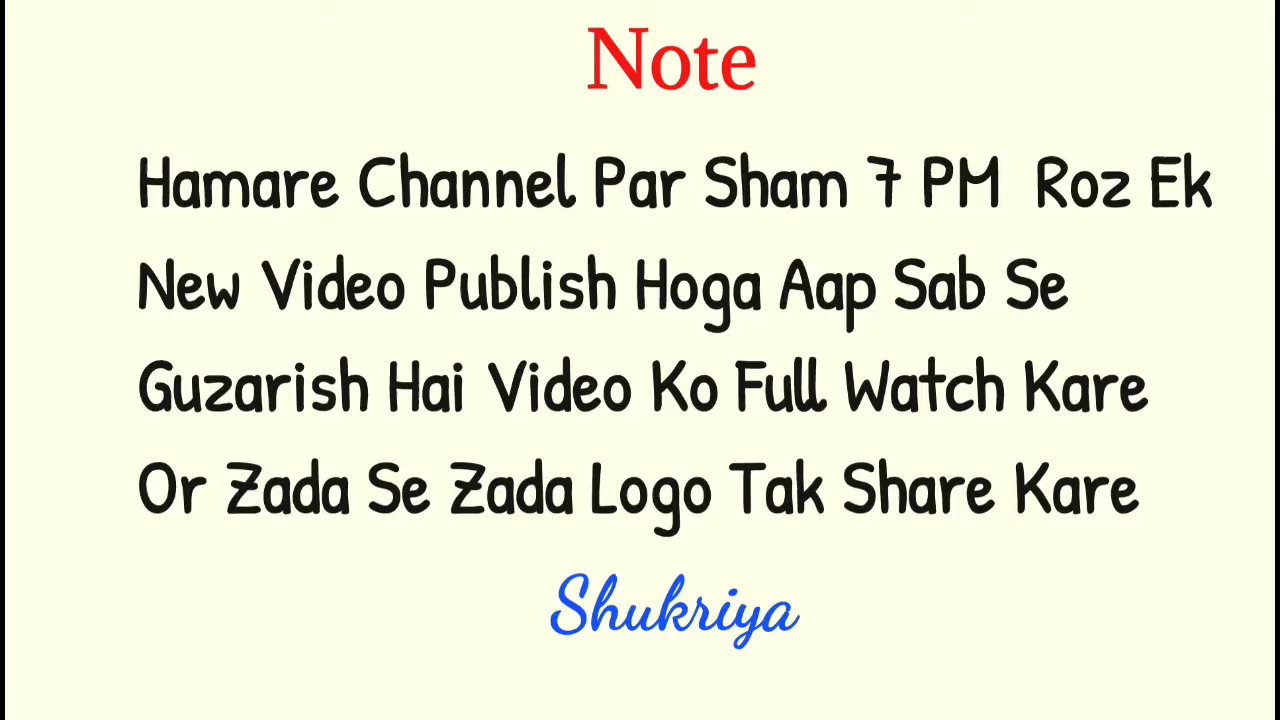 Note
Hamare Channel Par Sham 7 PM Roz Ek
New Video Publish Hoga Aap Sab Se
Guzarish Hai Video Ko Full Watch Kare
Or Zada Se Zada Logo Tak Share Kare
Shukriya